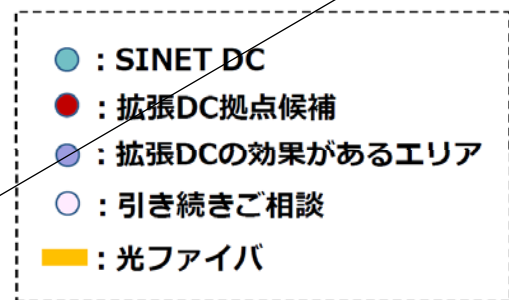 ：SINET DC
：拡張DC拠点候補
：拡張DCの効果があるエリア
：引き続きご相談
：光ファイバ